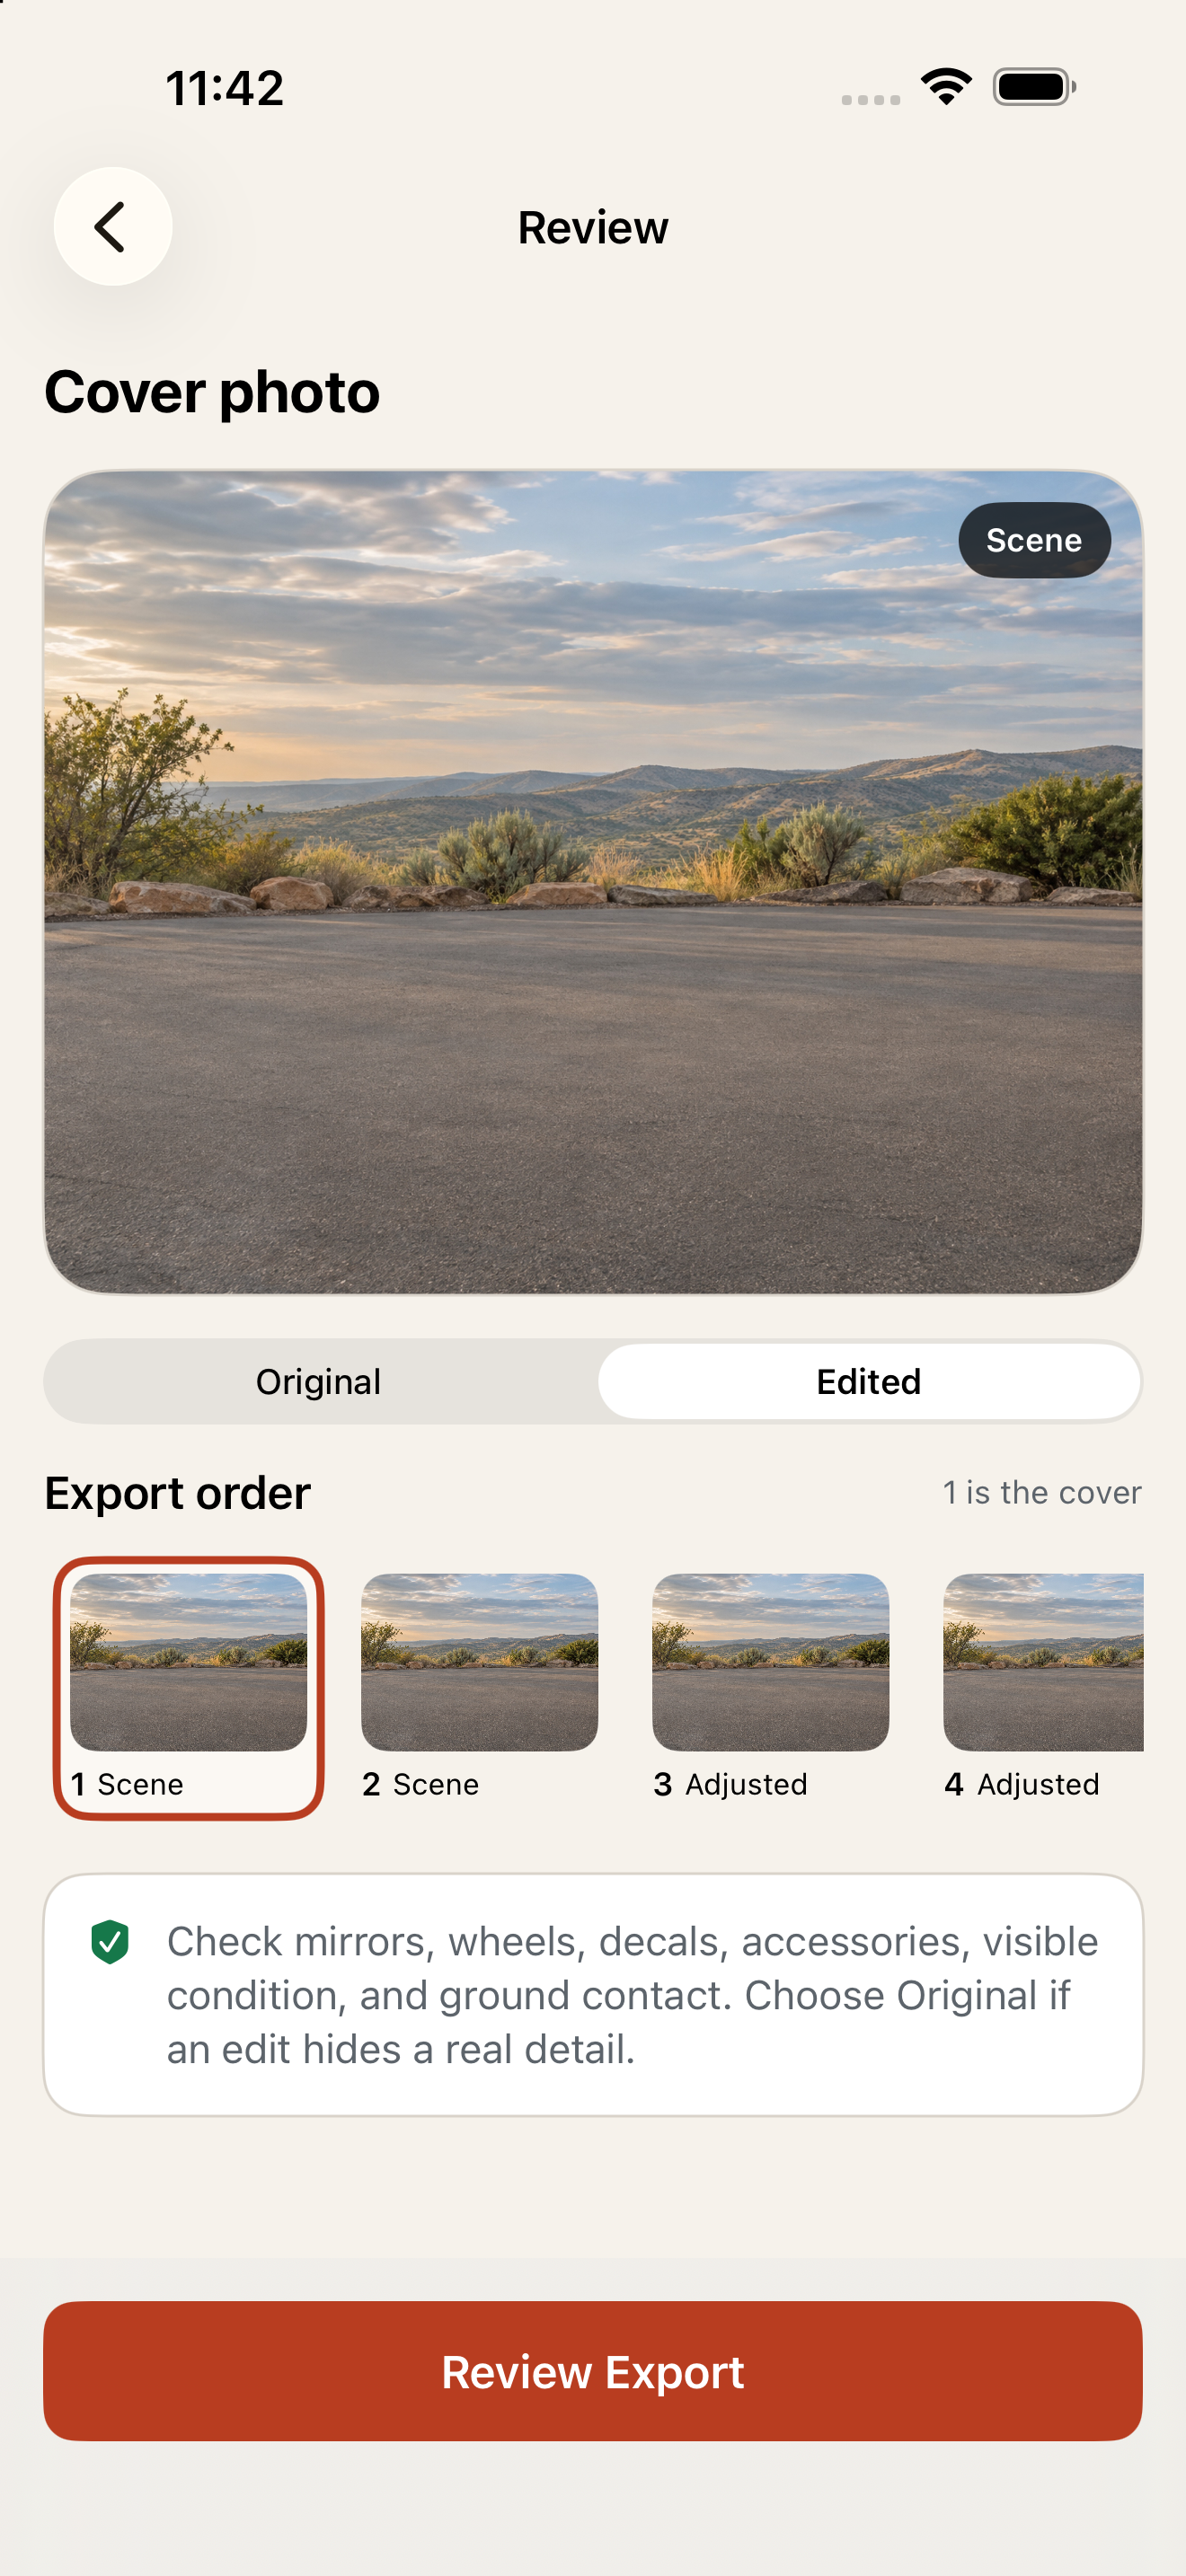 11:42
Review
Cover photo
Scene
Original
Edited
Export order
1 is the cover
1 Scene
2 Scene
3 Adjusted
4 Adjusted
Check mirrors, wheels, decals, accessories, visible
condition, and ground contact. Choose Original if
an edit hides a real detail.
Review Export